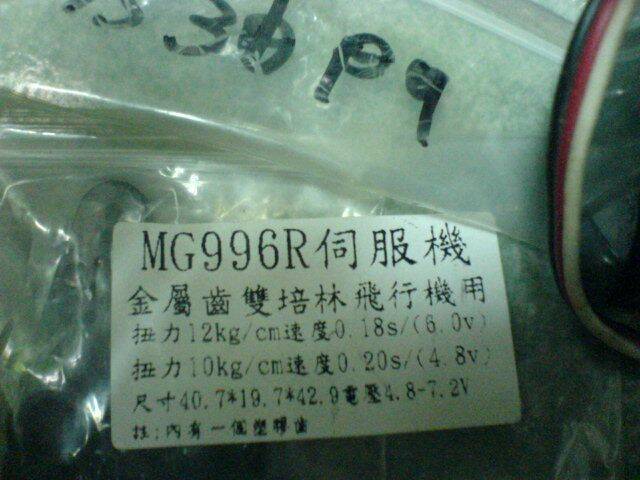 330 P9
MG996R伺服機
金屬齒雙培林飛行機用
扭力12kg/cm速度0.18s/(6.0v)
扭力10kg/cm速度0.20s/(4.8v)
尺寸40.7*19.7*42.9電壓4.8-7.2V
註;內有一個塑膠齒